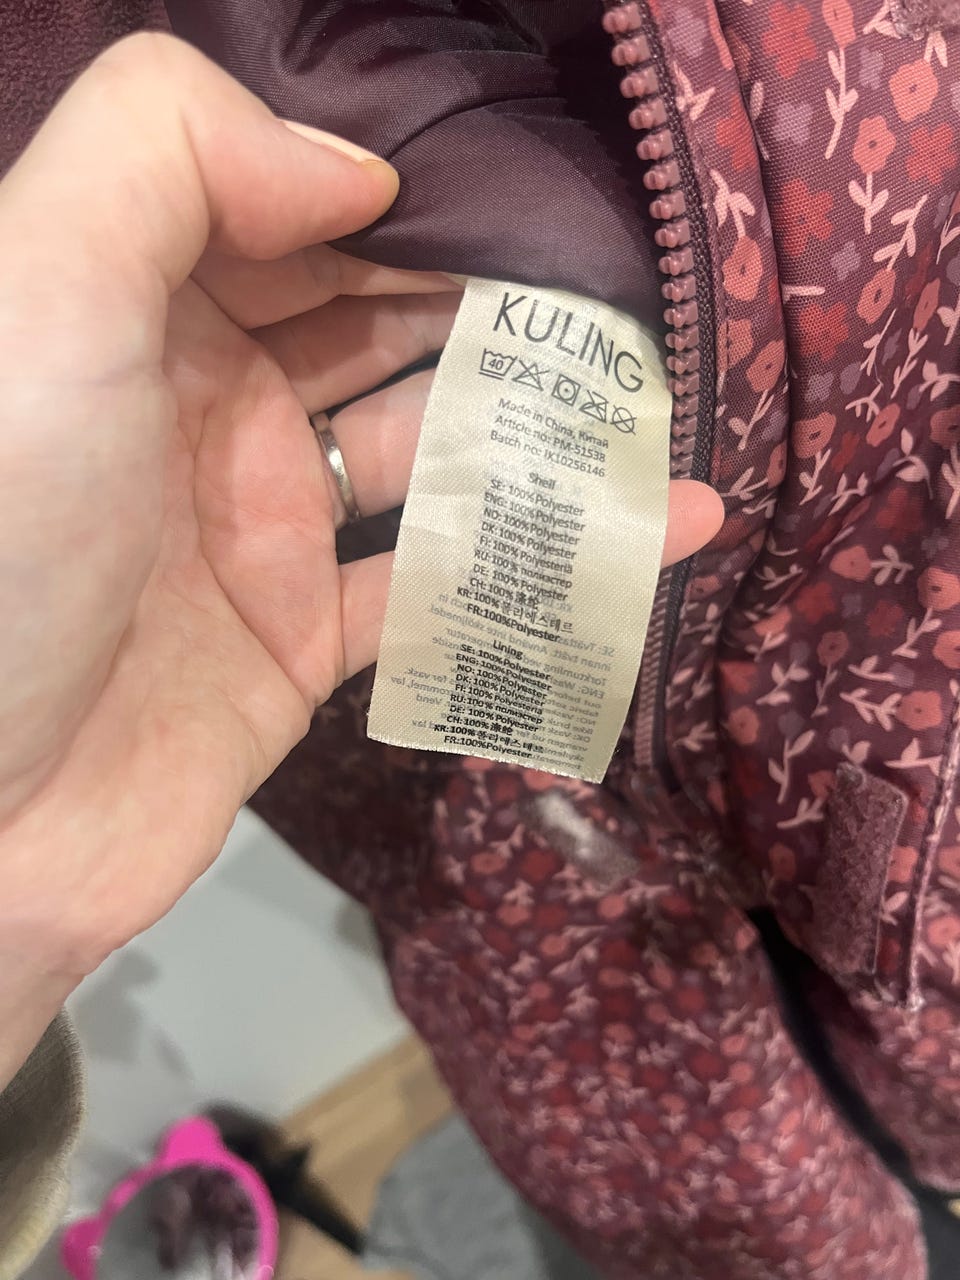 KULING
40
Made in China, Китай
Article no: PM-51538
Batch no: JK10256146
Shell
SE: 100% Polyester
ENG: 100% Polyester
NO: 100% Polyester
DK: 100% Polyester
FI: 100% Polyesteriä
RU: 100% полиэстер
DE: 100% Polyester
CH: 100% 涤纶
KR: 100% 폴리에스테르
FR:100%Polyester
Lining
SE: 100%Polyester
ENG: 100%Polyester
NO: 100%Polyester
DK: 100%Polyester
FI: 100%Polyesteriä
RU: 100% полиэстер
DE: 100%Polyester
CH: 100% 涤纶
KR: 100% 폴리에스테르
FR:100%Polyester